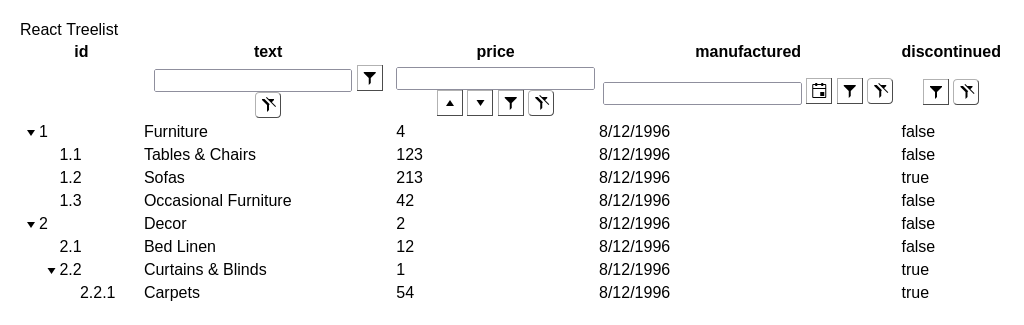 React Treelist
id text price manufactured discontinued
1 Furniture 4 8/12/1996 false
1.1 Tables & Chairs 123 8/12/1996 false
1.2 Sofas 213 8/12/1996 true
1.3 Occasional Furniture 42 8/12/1996 false
2 Decor 2 8/12/1996 false
2.1 Bed Linen 12 8/12/1996 false
2.2 Curtains & Blinds 1 8/12/1996 true
2.2.1 Carpets 54 8/12/1996 true